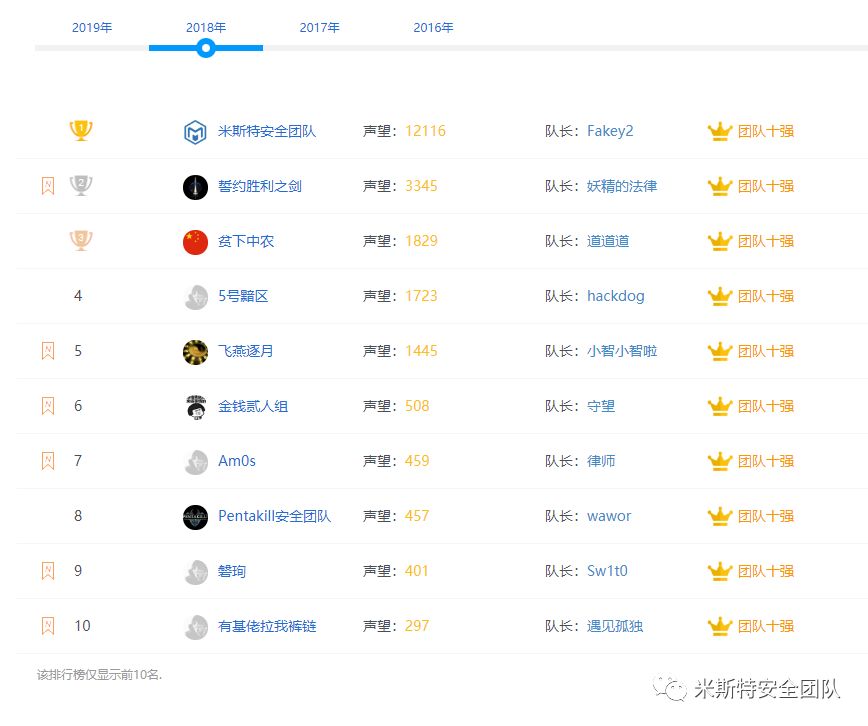 2019年 2018年 2017年 2016年
1 米斯特安全团队 声望：12116 队长：Fakey2 团队十强
N 2 誓约胜利之剑 声望：3345 队长：妖精的法律 团队十强
3 贫下中农 声望：1829 队长：道道道 团队十强
4 5号黯区 声望：1723 队长：hackdog 团队十强
N 5 飞燕逐月 声望：1445 队长：小智小智啦 团队十强
N 6 金钱贰人组 声望：508 队长：守望 团队十强
N 7 Am0s 声望：459 队长：律师 团队十强
8 Pentakill安全团队 声望：457 队长：wawor 团队十强
N 9 磬珣 声望：401 队长：Sw1t0 团队十强
N 10 有基佬拉我裤链 声望：297 队长：遇见孤独 团队十强
该排行榜仅显示前10名.
米斯特安全团队